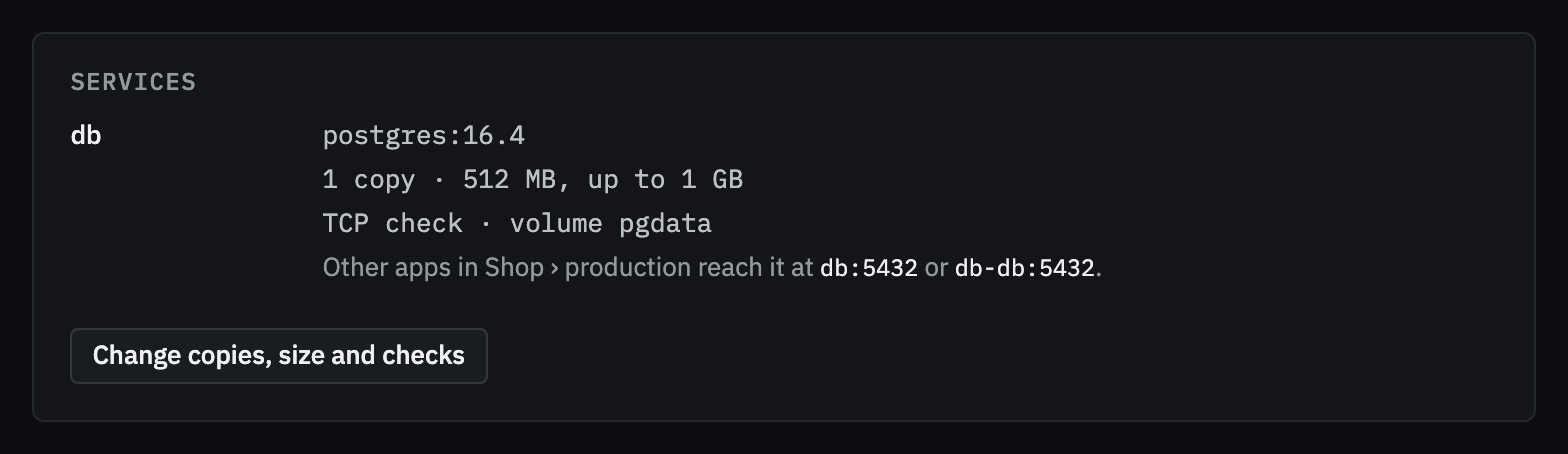 SERVICES
db
postgres:16.4
1 copy · 512 MB, up to 1 GB
TCP check · volume pgdata
Other apps in Shop › production reach it at db:5432 or db-db:5432.
Change copies, size and checks